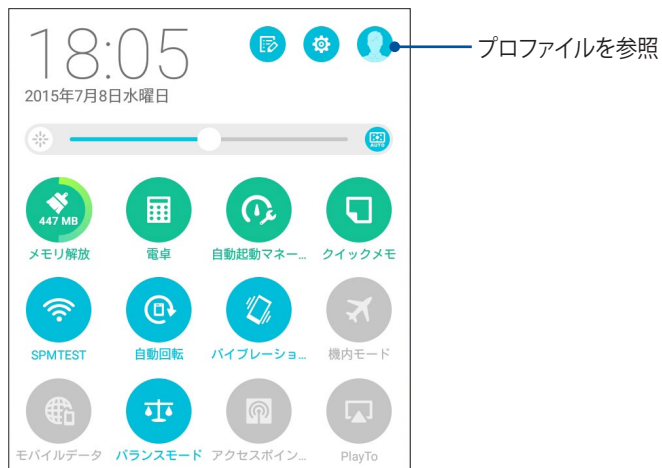 18:05
プロファイルを参照
2015年7月8日水曜日
AUTO
447 MB
メモリ解放
電卓
自動起動マネー...
クイックメモ
SPMTEST
自動回転
バイブレーショ...
機内モード
モバイルデータ
バランスモード
アクセスポイン...
PlayTo